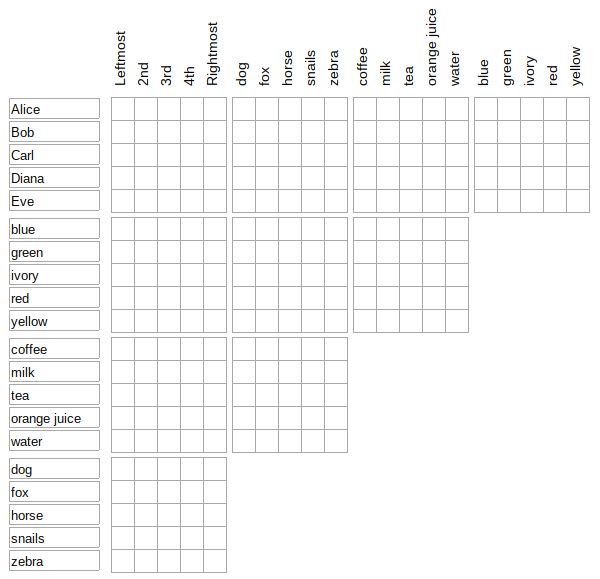 Leftmost
2nd
3rd
4th
Rightmost
dog
fox
horse
snails
zebra
coffee
milk
tea
orange juice
water
blue
green
ivory
red
yellow
Alice
Bob
Carl
Diana
Eve
blue
green
ivory
red
yellow
coffee
milk
tea
orange juice
water
dog
fox
horse
snails
zebra